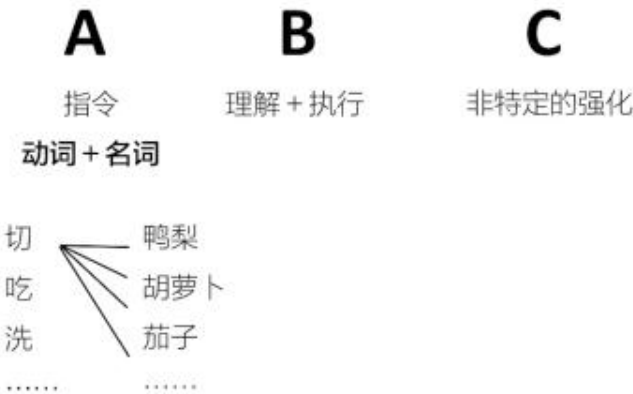 A B C
指令 理解+执行 非特定的强化
动词+名词
切 鸭梨
吃 胡萝卜
洗 茄子
…… ……